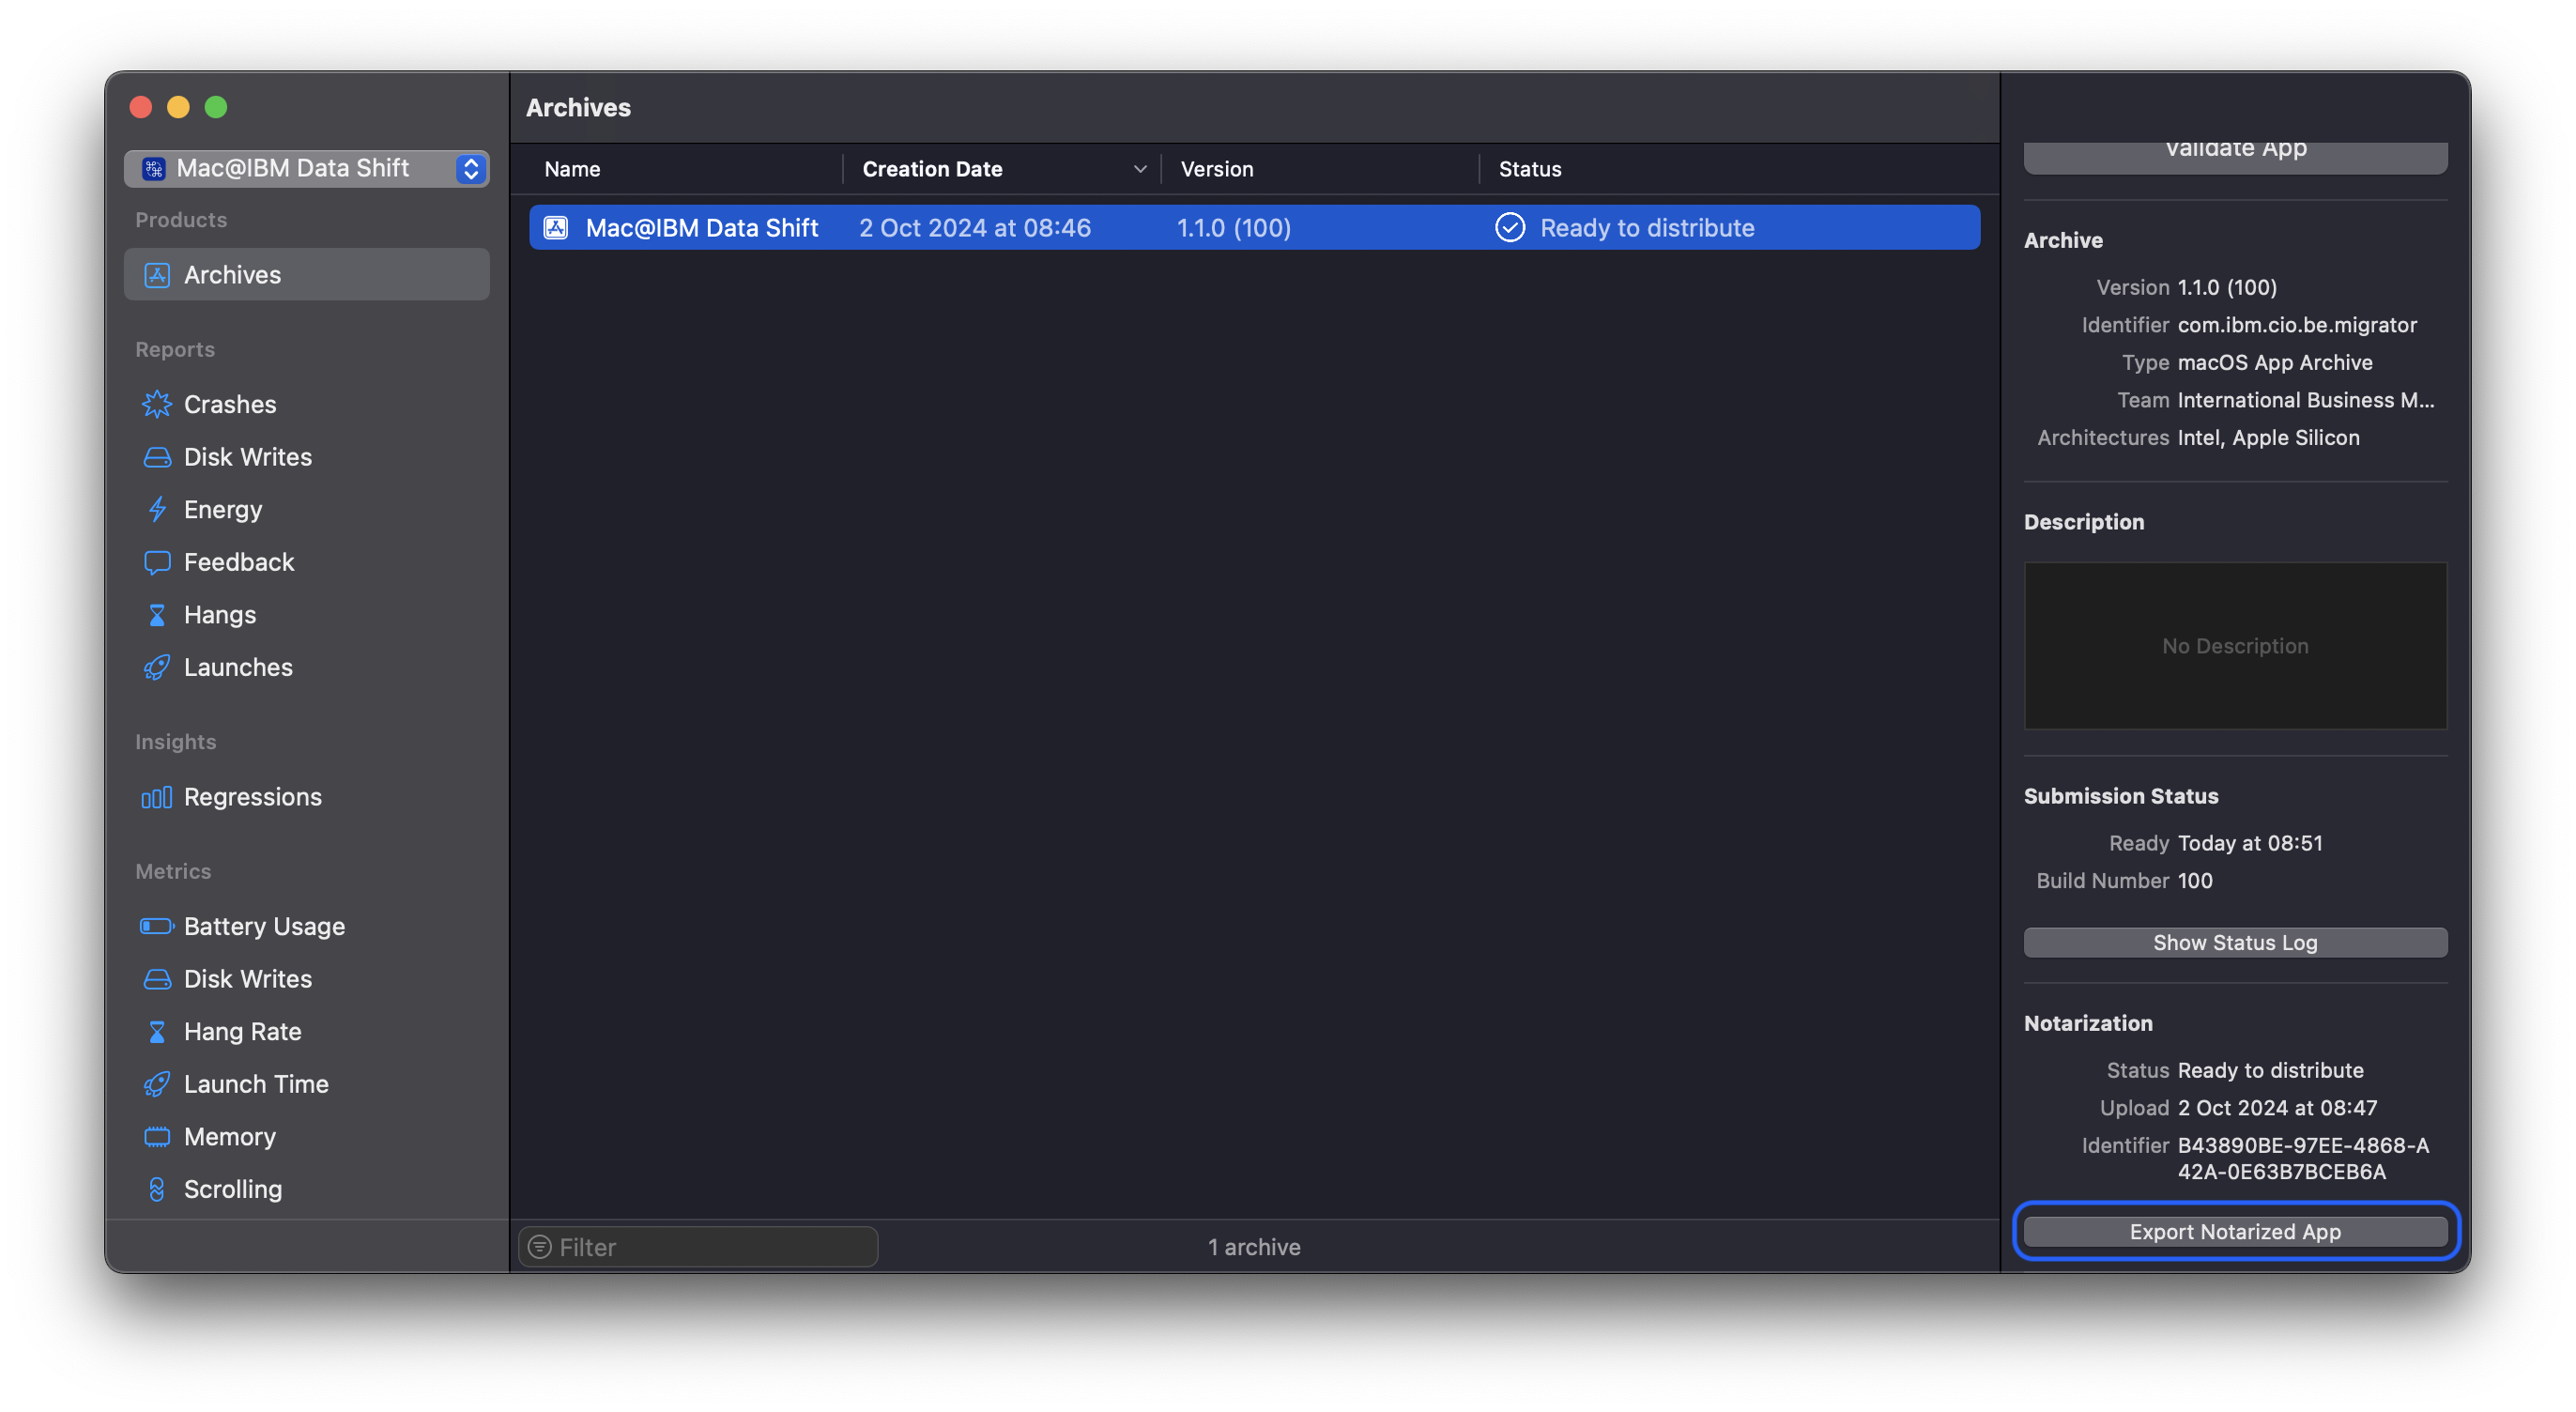 Mac@IBM Data Shift
Products
Archives
Reports
Crashes
Disk Writes
Energy
Feedback
Hangs
Launches
Insights
Regressions
Metrics
Battery Usage
Disk Writes
Hang Rate
Launch Time
Memory
Scrolling
Archives
Name Creation Date Version Status
Mac@IBM Data Shift 2 Oct 2024 at 08:46 1.1.0 (100) Ready to distribute
Filter
1 archive
Validate App
Archive
Version 1.1.0 (100)
Identifier com.ibm.cio.be.migrator
Type macOS App Archive
Team International Business M...
Architectures Intel, Apple Silicon
Description
No Description
Submission Status
Ready Today at 08:51
Build Number 100
Show Status Log
Notarization
Status Ready to distribute
Upload 2 Oct 2024 at 08:47
Identifier B43890BE-97EE-4868-A
42A-0E63B7BCEB6A
Export Notarized App